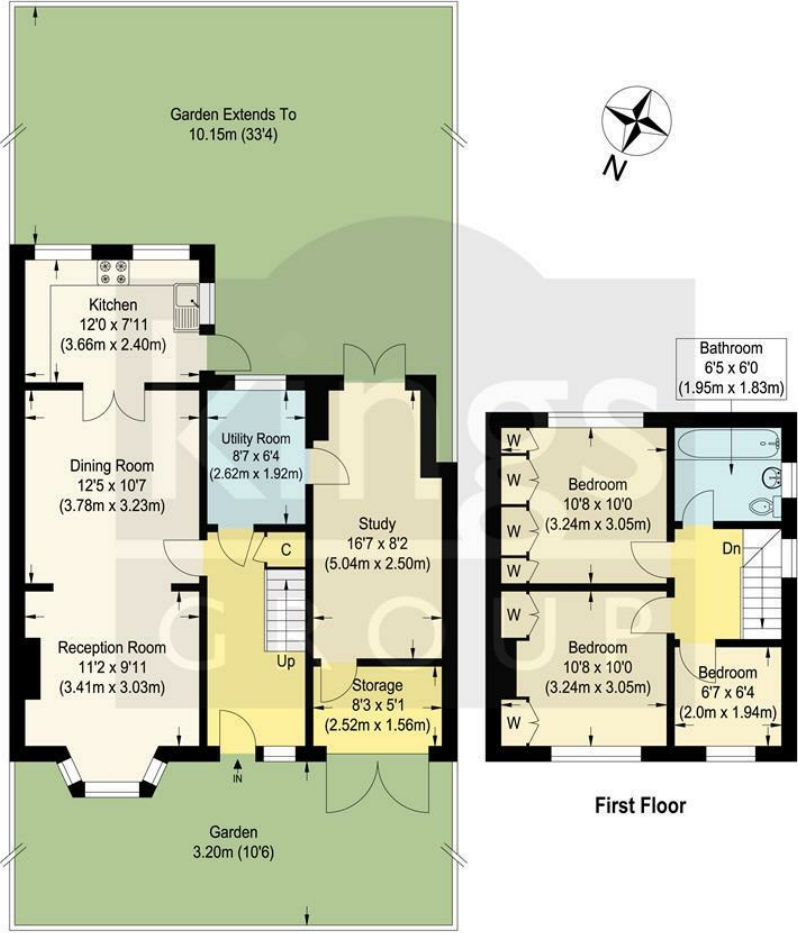 Garden Extends To
10.15m (33'4)
N
Kitchen
12'0 x 7'11
(3.66m x 2.40m)
Dining Room
12'5 x 10'7
(3.78m x 3.23m)
Utility Room
8'7 x 6'4
(2.62m x 1.92m)
Study
16'7 x 8'2
(5.04m x 2.50m)
C
Up
Reception Room
11'2 x 9'11
(3.41m x 3.03m)
Storage
8'3 x 5'1
(2.52m x 1.56m)
IN
Garden
3.20m (10'6)
Bathroom
6'5 x 6'0
(1.95m x 1.83m)
W
W
W
W
Bedroom
10'8 x 10'0
(3.24m x 3.05m)
Dn
W
W
Bedroom
10'8 x 10'0
(3.24m x 3.05m)
Bedroom
6'7 x 6'4
(2.0m x 1.94m)
First Floor
kings
GROUP